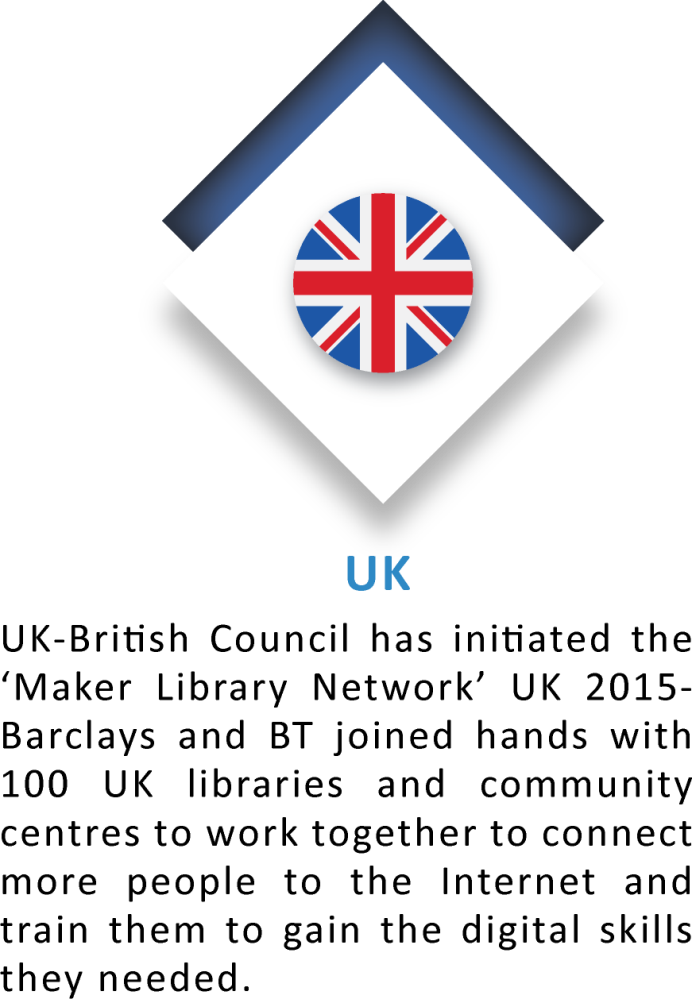 UK
UK-British Council has initiated the
‘Maker Library Network’ UK 2015-
Barclays and BT joined hands with
100 UK libraries and community
centres to work together to connect
more people to the Internet and
train them to gain the digital skills
they needed.